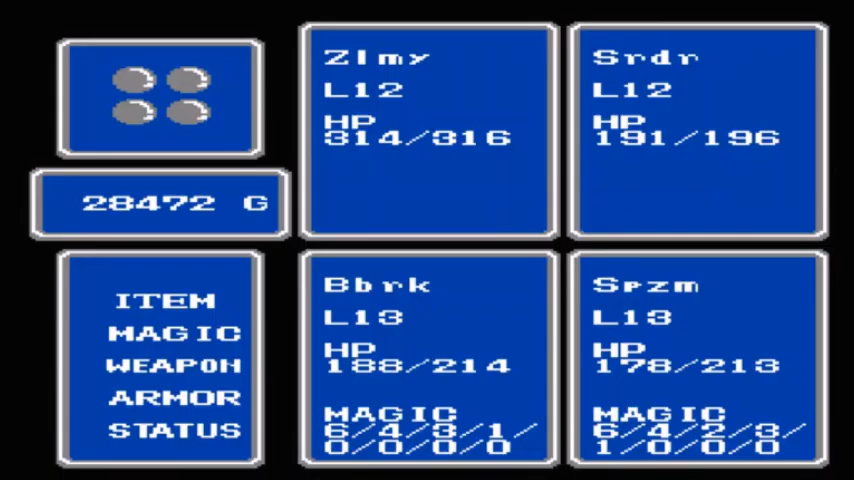 Zlmy
L12
HP
314/316
Srdr
L12
HP
191/196
28472 G
ITEM
MAGIC
WEAPON
ARMOR
STATUS
Bbrk
L13
HP
188/214
MAGIC
6/4/3/1/
0/0/0/0
Srzm
L13
HP
178/213
MAGIC
6/4/2/3/
1/0/0/0